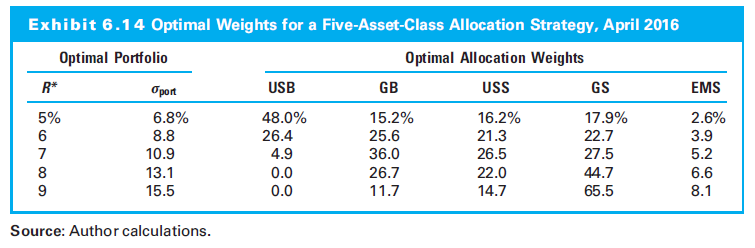 Exhibit 6.14 Optimal Weights for a Five-Asset-Class Allocation Strategy, April 2016
Optimal Portfolio Optimal Allocation Weights
R* σport USB GB USS GS EMS
5% 6.8% 48.0% 15.2% 16.2% 17.9% 2.6%
6 8.8 26.4 25.6 21.3 22.7 3.9
7 10.9 4.9 36.0 26.5 27.5 5.2
8 13.1 0.0 26.7 22.0 44.7 6.6
9 15.5 0.0 11.7 14.7 65.5 8.1
Source: Author calculations.